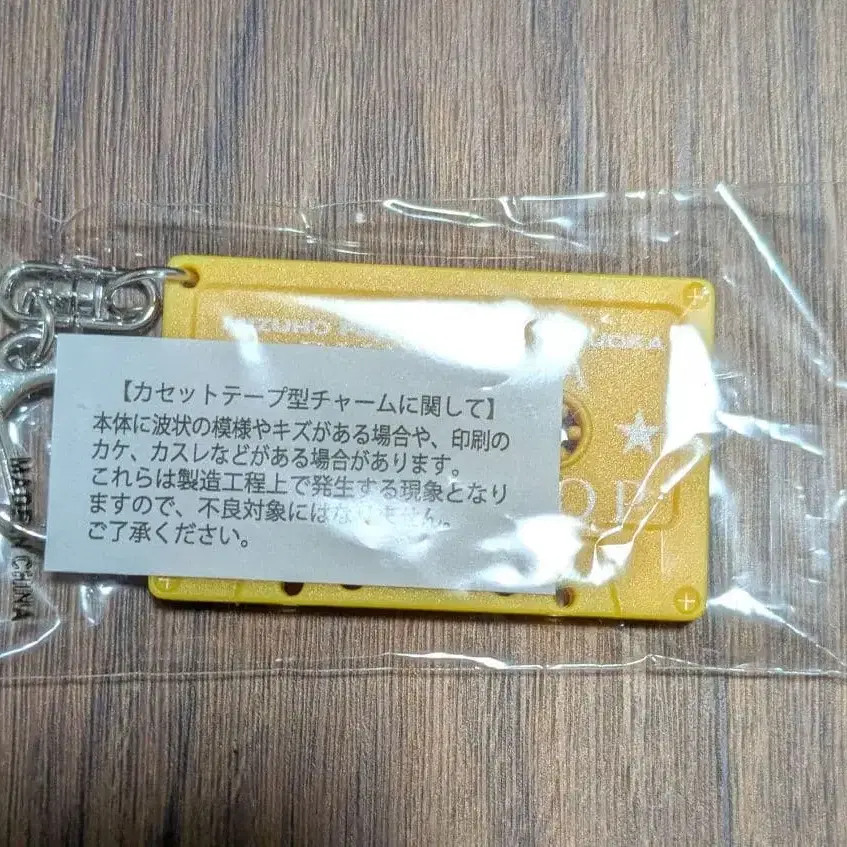 【カセットテープ型チャームに関して】
本体に波状の模様やキズがある場合や、印刷の
カケ、カスレなどがある場合があります。
これらは製造工程上で発生する現象となり
ますので、不良対象にはなりません。
ご了承ください。
MADE IN CHINA